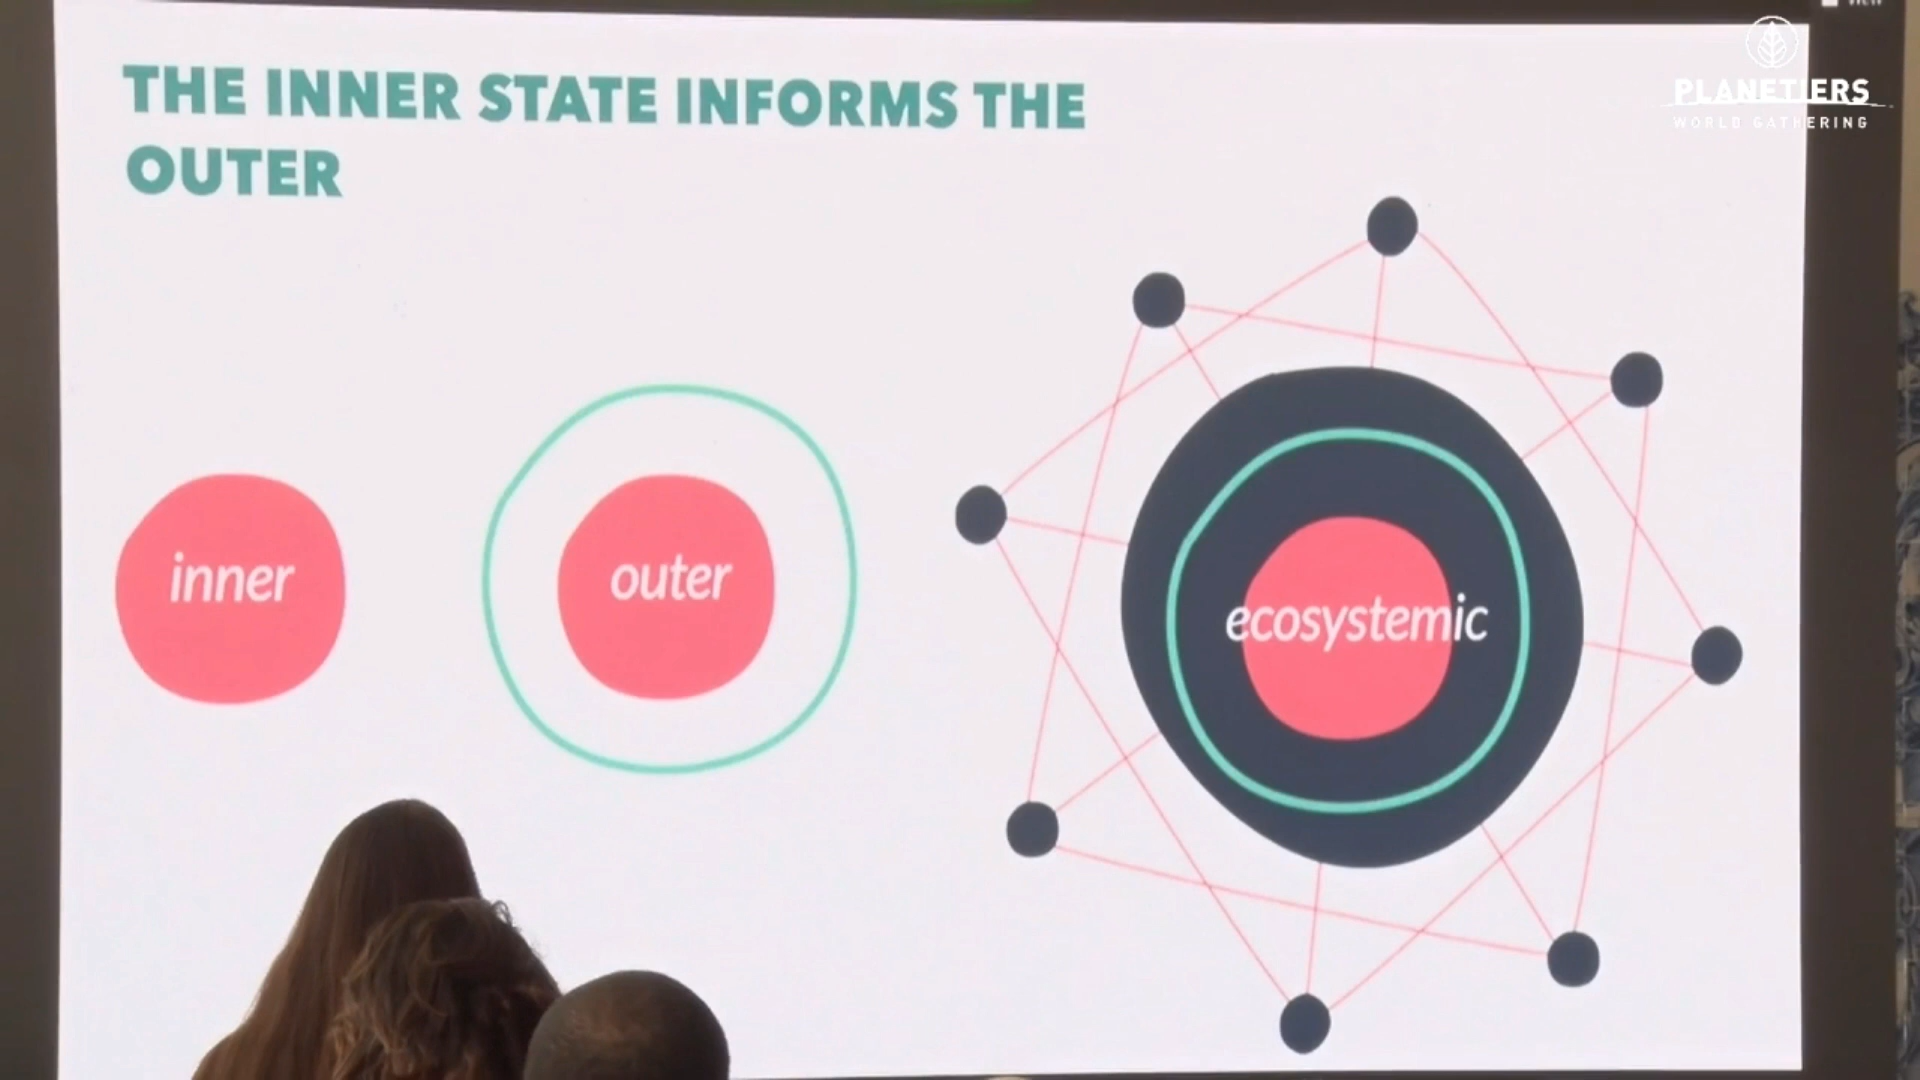 THE INNER STATE INFORMS THE
OUTER
PLANETIERS
WORLD GATHERING
inner
outer
ecosystemic